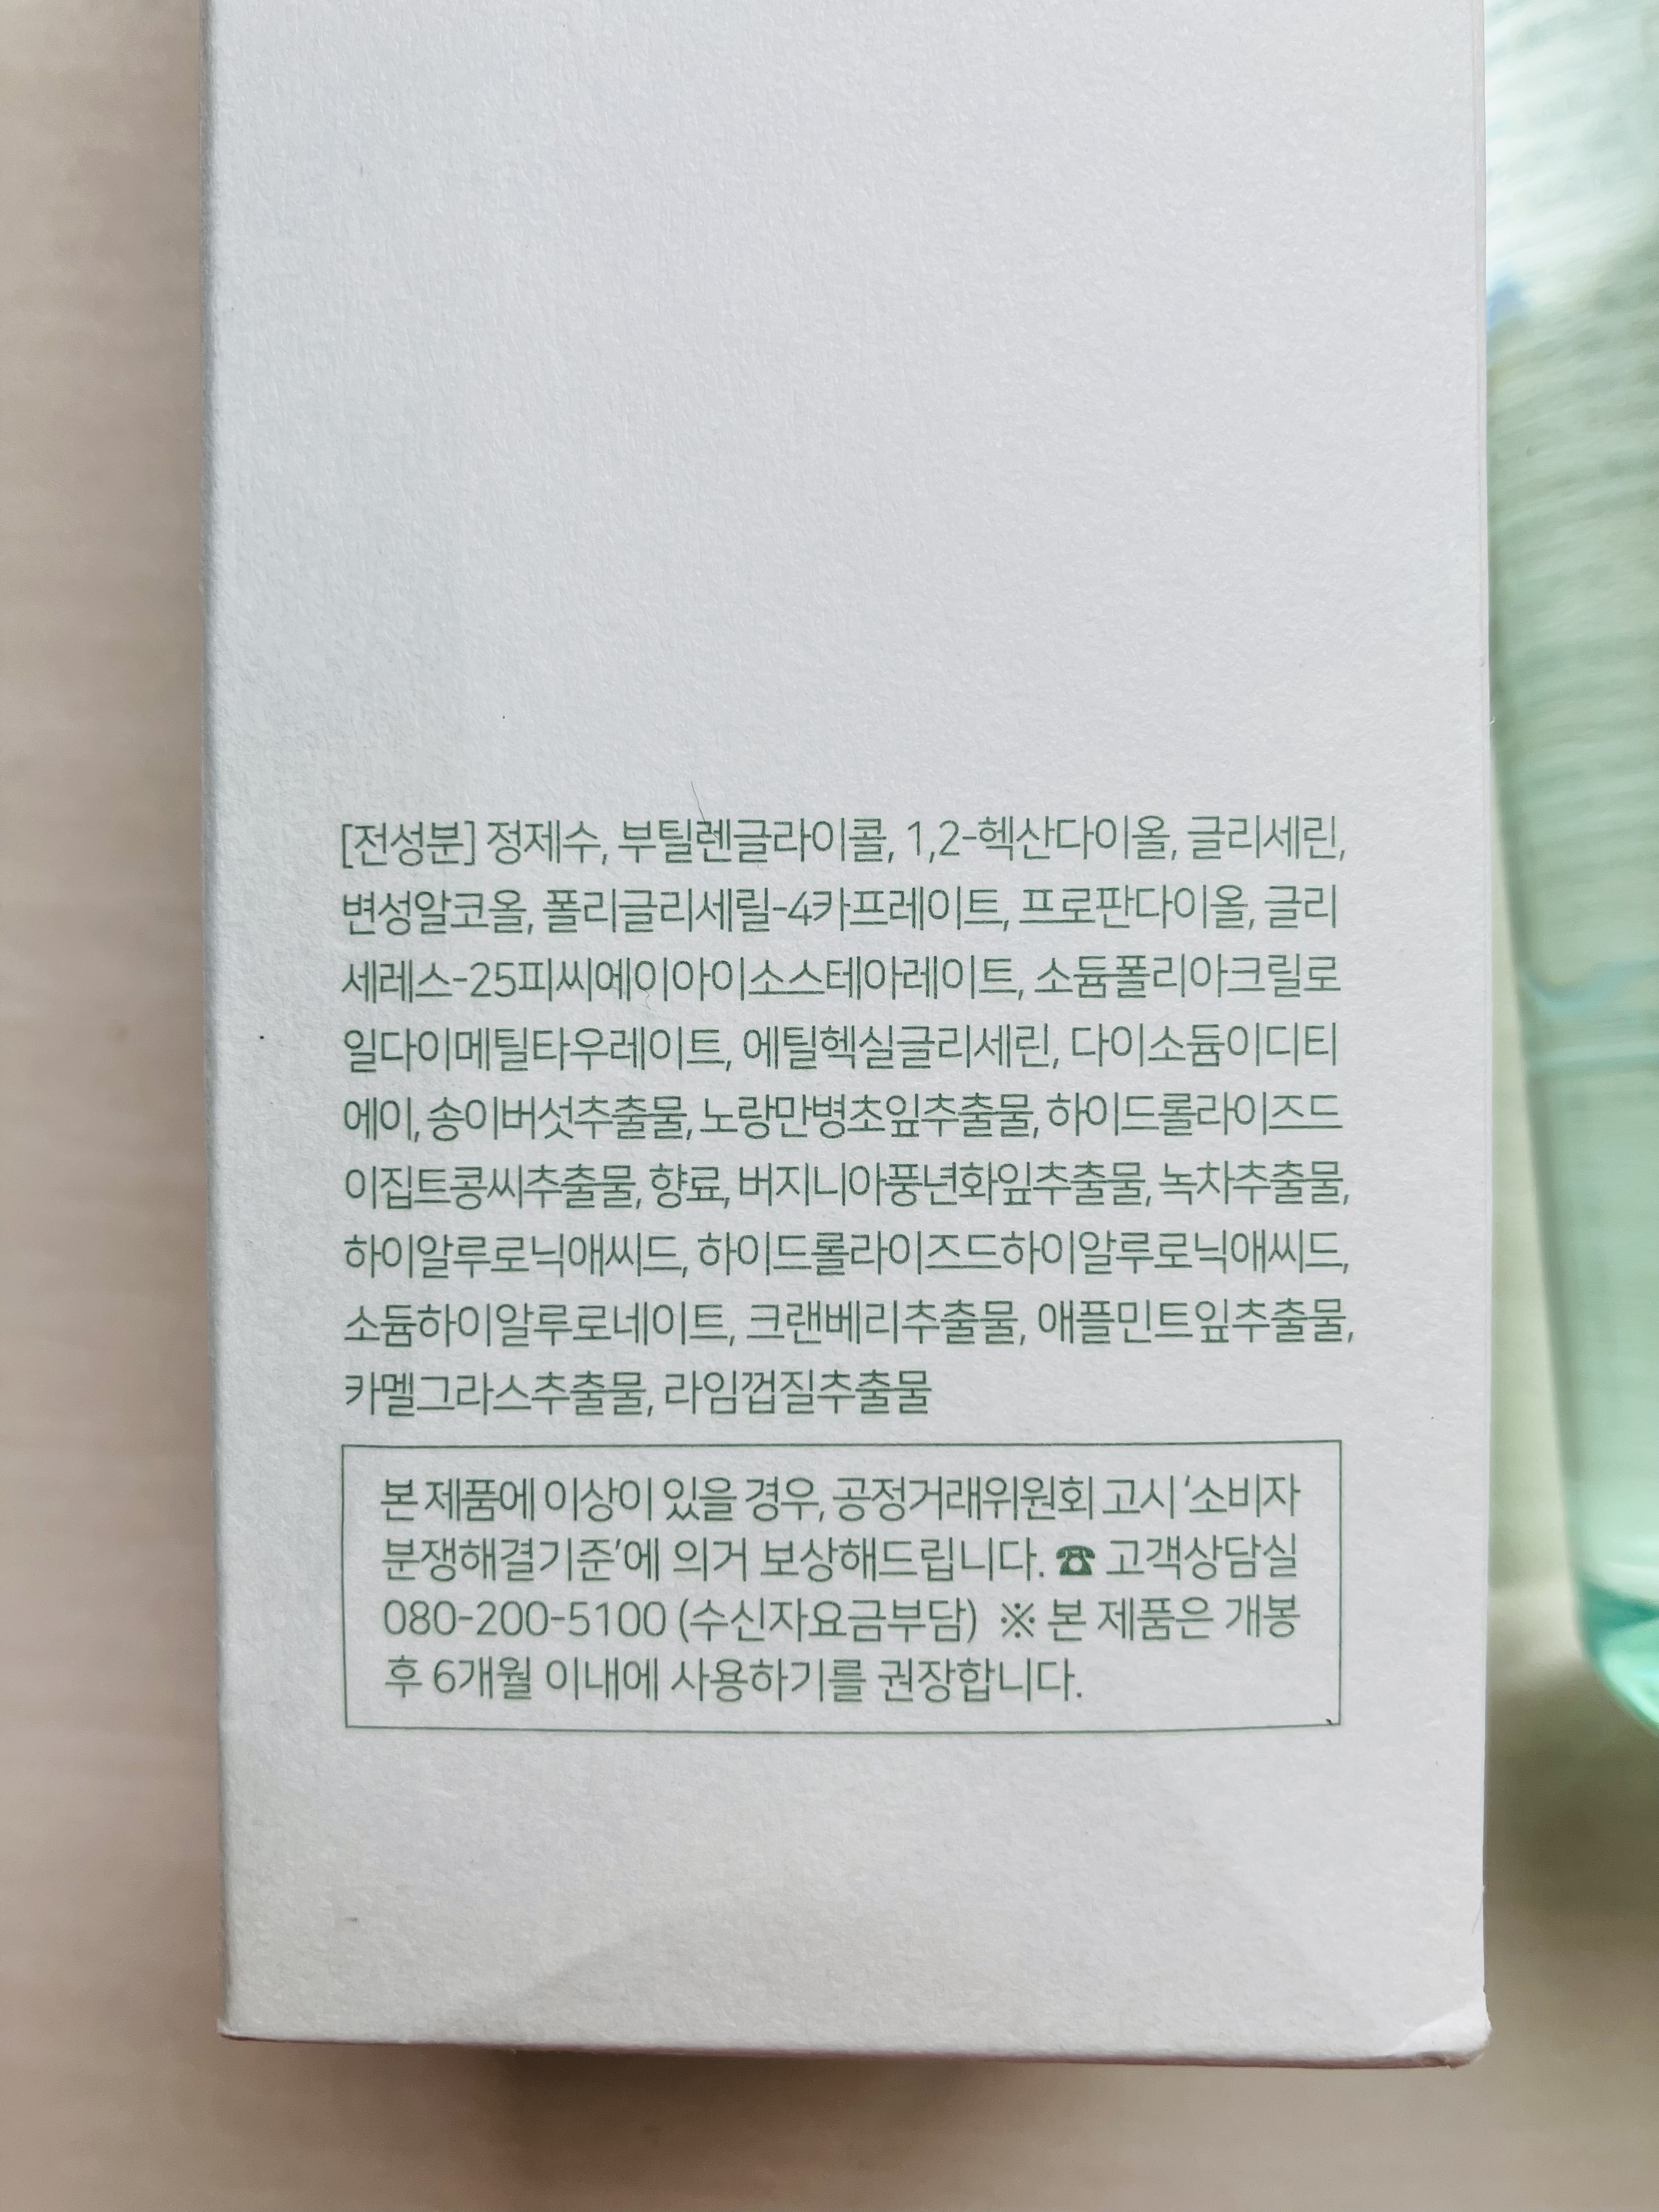 [전성분] 정제수, 부틸렌글라이콜, 1,2-헥산다이올, 글리세린,
변성알코올, 폴리글리세릴-4카프레이트, 프로판다이올, 글리
세레스-25피씨에이아이소스테아레이트, 소듐폴리아크릴로
일다이메틸타우레이트, 에틸헥실글리세린, 다이소듐이디티
에이, 송이버섯추출물, 노랑만병초잎추출물, 하이드롤라이즈드
이집트콩씨추출물, 향료, 버지니아풍년화잎추출물, 녹차추출물,
하이알루로닉애씨드, 하이드롤라이즈드하이알루로닉애씨드,
소듐하이알루로네이트, 크랜베리추출물, 애플민트잎추출물,
카멜그라스추출물, 라임껍질추출물
본 제품에 이상이 있을 경우, 공정거래위원회 고시 ‘소비자
분쟁해결기준’에 의거 보상해드립니다. ☎ 고객상담실
080-200-5100 (수신자요금부담) ※ 본 제품은 개봉
후 6개월 이내에 사용하기를 권장합니다.